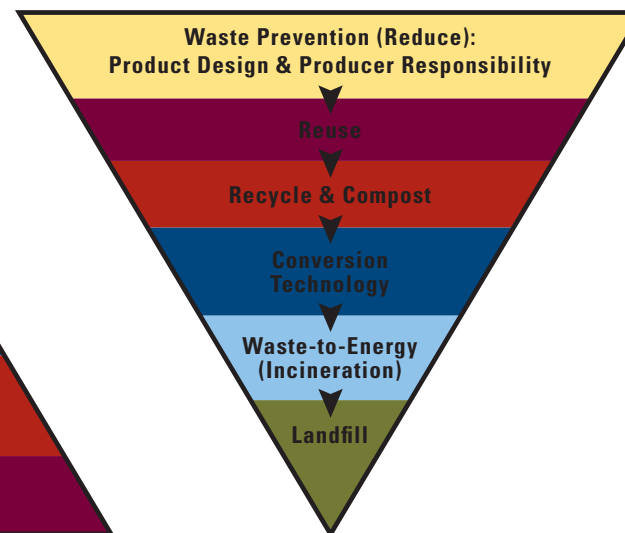 Waste Prevention (Reduce):
Product Design & Producer Responsibility
Reuse
Recycle & Compost
Conversion
Technology
Waste-to-Energy
(Incineration)
Landfill